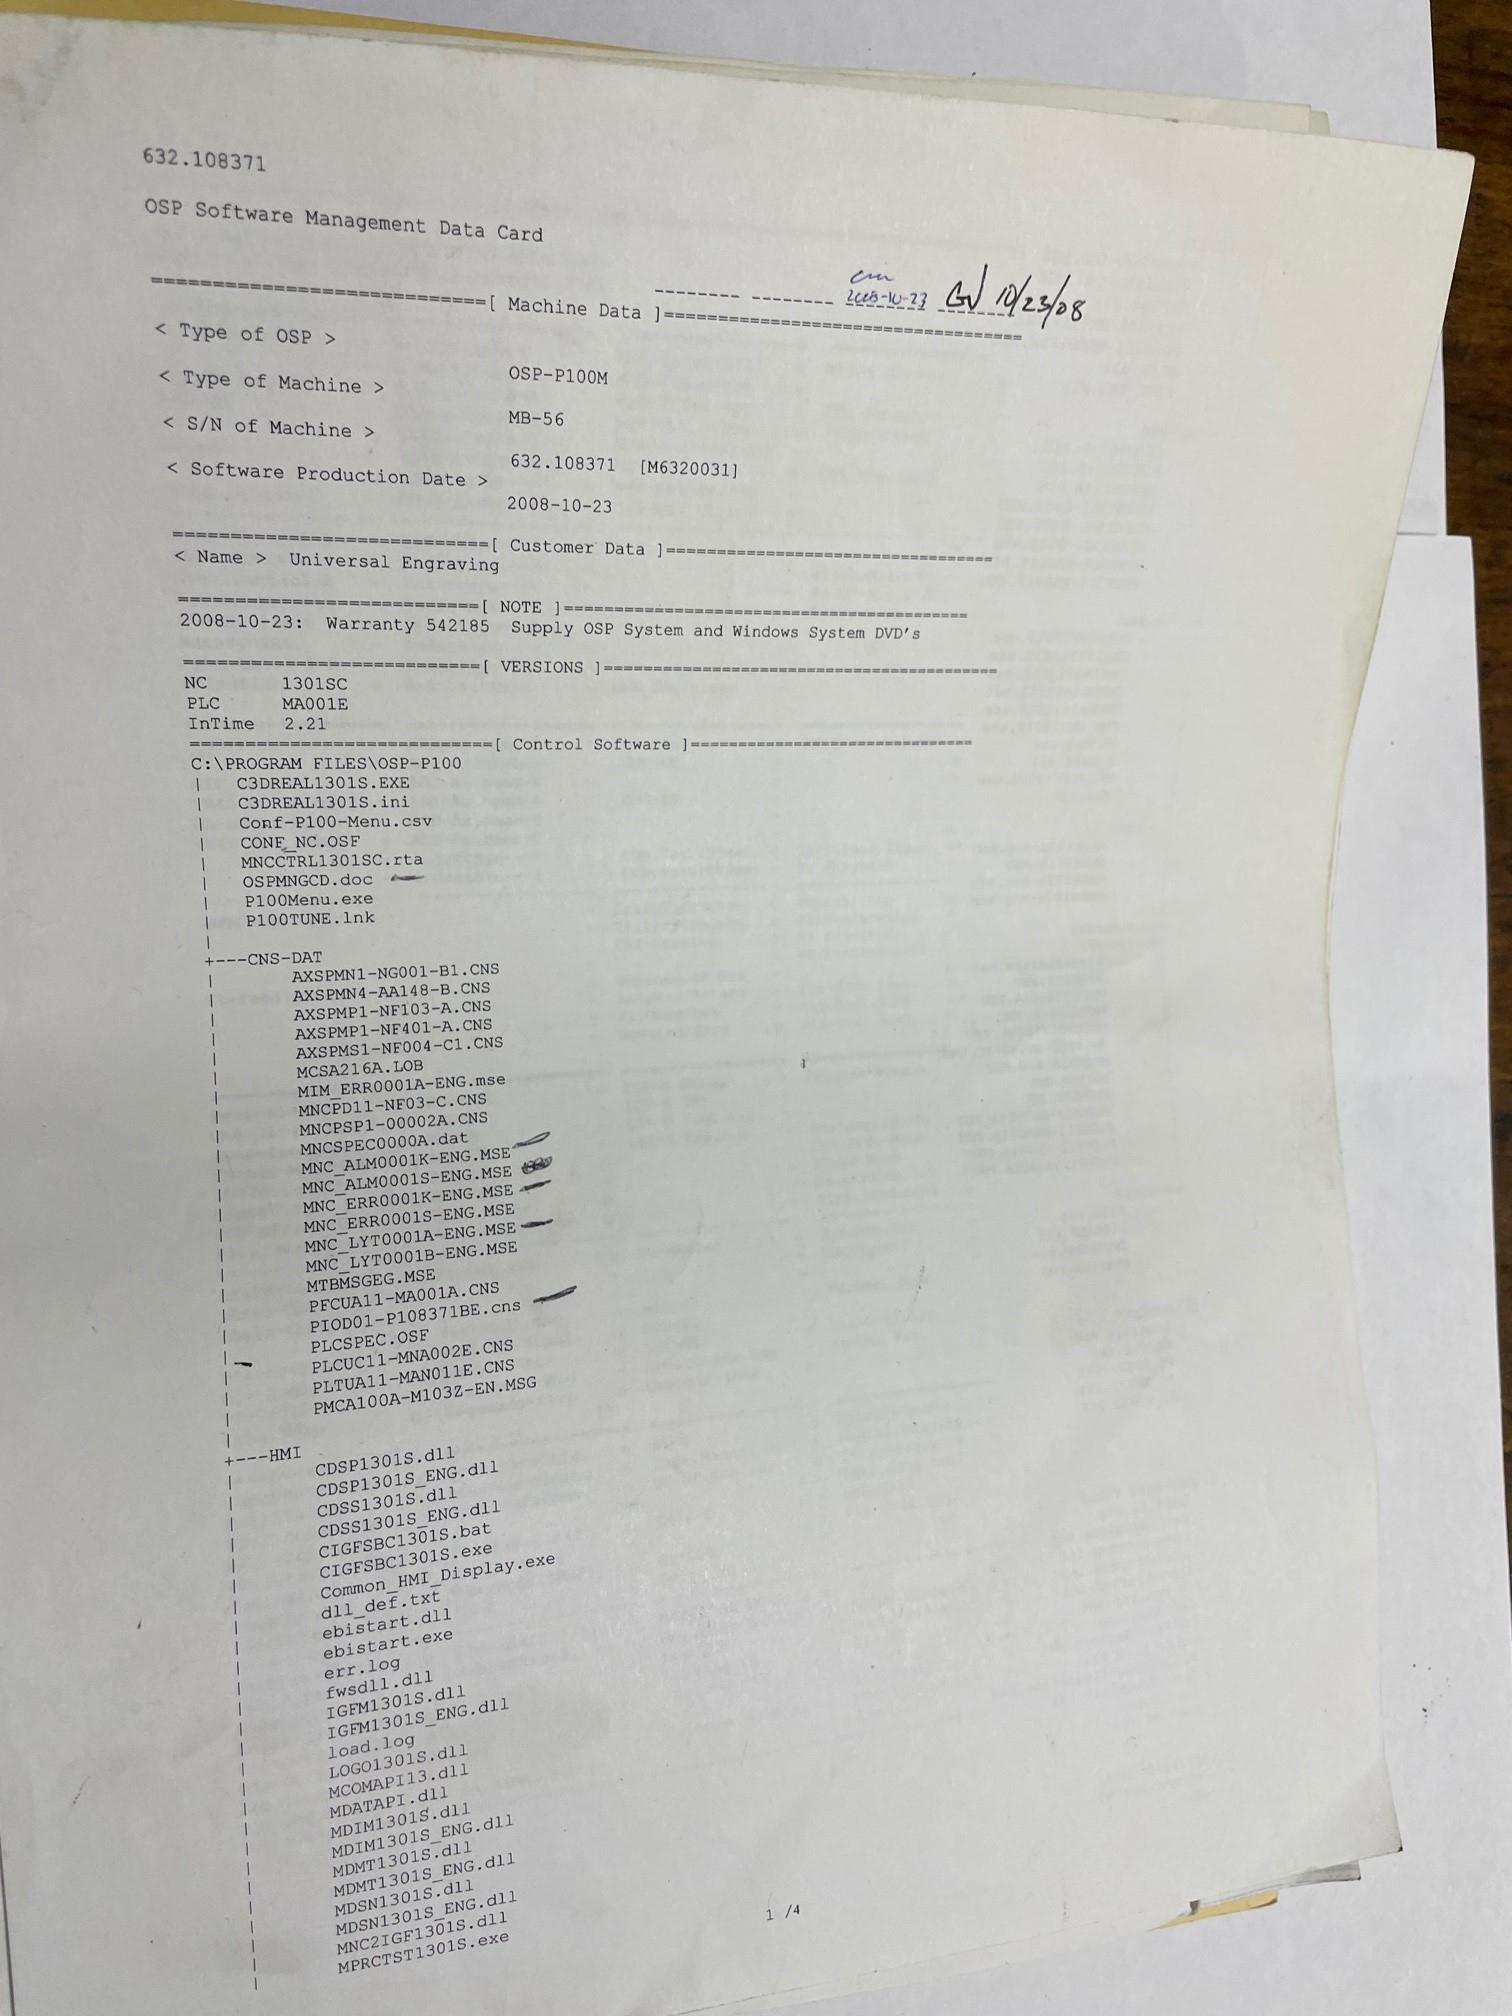 632.108371
OSP Software Management Data Card
2008-10-23 GV 10/23/08
===========================[ Machine Data ]===================================
< Type of OSP >
OSP-P100M
< Type of Machine >
MB-56
< S/N of Machine >
632.108371 [M6320031]
< Software Production Date >
2008-10-23
===========================[ Customer Data ]================================
< Name > Universal Engraving
===========================[ NOTE ]========================================
2008-10-23: Warranty 542185 Supply OSP System and Windows System DVD's
===========================[ VERSIONS ]=======================================
NC 1301SC
PLC MA001E
InTime 2.21
===========================[ Control Software ]============================
C:\PROGRAM FILES\OSP-P100
| C3DREAL1301S.EXE
| C3DREAL1301S.ini
| Conf-P100-Menu.csv
| CONF_NC.OSF
| MNCCTRL1301SC.rta
| OSPMNGCD.doc
| P100Menu.exe
| P100TUNE.lnk
|
+---CNS-DAT
| AXSPMN1-NG001-B1.CNS
| AXSPMN4-AA148-B.CNS
| AXSPMP1-NF103-A.CNS
| AXSPMP1-NF401-A.CNS
| AXSPMS1-NF004-C1.CNS
| MCSA216A.LOB
| MIM_ERR0001A-ENG.mse
| MNCPD11-NF03-C.CNS
| MNCPSP1-00002A.CNS
| MNCSPEC0000A.dat
| MNC_ALM0001K-ENG.MSE
| MNC_ALM0001S-ENG.MSE
| MNC_ERR0001K-ENG.MSE
| MNC_ERR0001S-ENG.MSE
| MNC_LYT0001A-ENG.MSE
| MNC_LYT0001B-ENG.MSE
| MTBMSGEG.MSE
| PFCUA11-MA001A.CNS
| PIOD01-P108371BE.cns
| PLCSPEC.OSF
| PLCUC11-MNA002E.CNS
| PLTUA11-MAN011E.CNS
| PMCA100A-M103Z-EN.MSG
|
+---HMI
| CDSP1301S.dll
| CDSP1301S_ENG.dll
| CDSS1301S.dll
| CDSS1301S_ENG.dll
| CIGFSBC1301S.bat
| CIGFSBC1301S.exe
| Common_HMI_Display.exe
| dll_def.txt
| ebistart.dll
| ebistart.exe
| err.log
| fwsdll.dll
| IGFM1301S.dll
| IGFM1301S_ENG.dll
| load.log
| LOGO1301S.dll
| MCOMAPI13.dll
| MDATAPI.dll
| MDIM1301S.dll
| MDIM1301S_ENG.dll
| MDMT1301S.dll
| MDMT1301S_ENG.dll
| MDSN1301S.dll
| MDSN1301S_ENG.dll
| MNC2IGF1301S.dll
| MPRCTST1301S.exe
1 /4